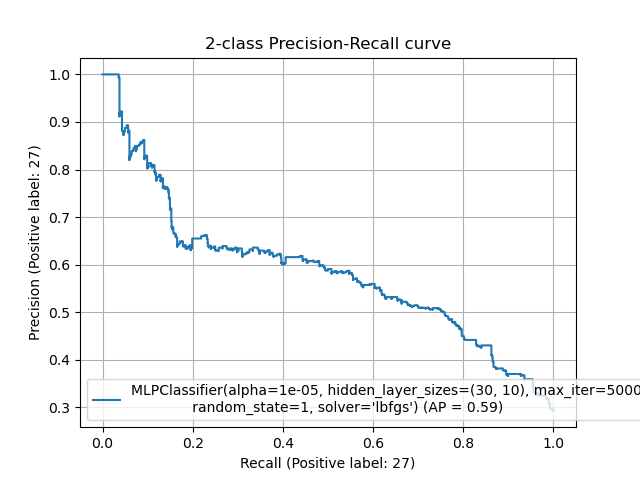 2-class Precision-Recall curve
1.0
0.9
0.8
0.7
0.6
0.5
0.4
0.3
Precision (Positive label: 27)
MLPClassifier(alpha=1e-05, hidden_layer_sizes=(30, 10), max_iter=5000
random_state=1, solver='lbfgs') (AP = 0.59)
0.0 0.2 0.4 0.6 0.8 1.0
Recall (Positive label: 27)